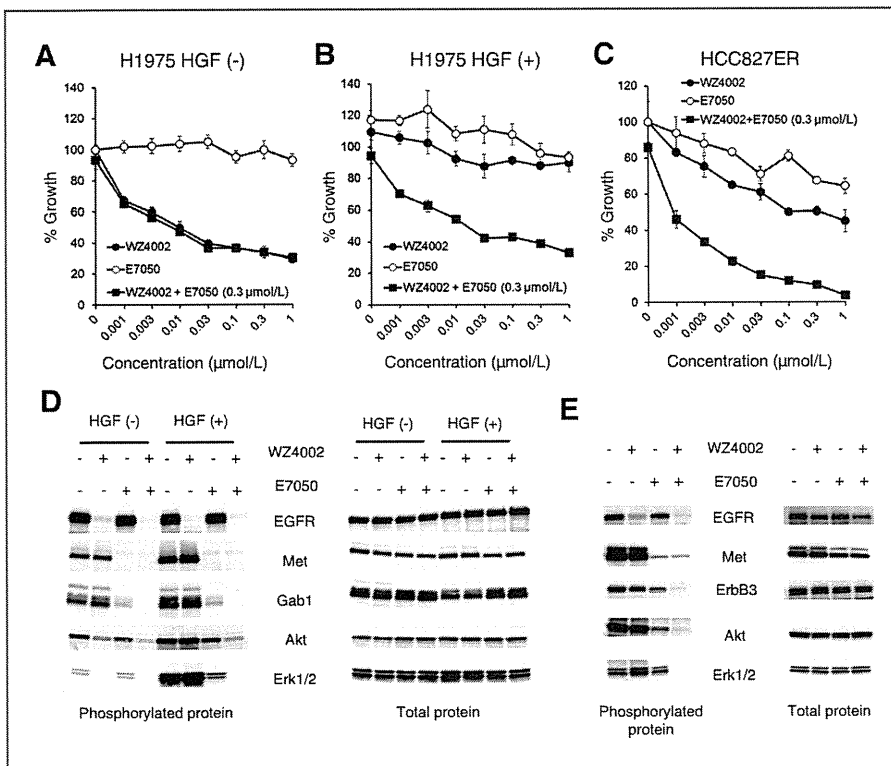 A
H1975 HGF (-)
% Growth
140
120
100
80
60
40
20
0
WZ4002
E7050
WZ4002 + E7050 (0.3 µmol/L)
0
0.001
0.003
0.01
0.03
0.1
0.3
1
Concentration (µmol/L)
B
H1975 HGF (+)
% Growth
140
120
100
80
60
40
20
0
WZ4002
E7050
WZ4002 + E7050 (0.3 µmol/L)
0
0.001
0.003
0.01
0.03
0.1
0.3
1
Concentration (µmol/L)
C
HCC827ER
WZ4002
E7050
WZ4002+E7050 (0.3 µmol/L)
% Growth
120
100
80
60
40
20
0
0
0.001
0.003
0.01
0.03
0.1
0.3
1
Concentration (µmol/L)
D
HGF (-) HGF (+) HGF (-) HGF (+)
- + - + - + - + WZ4002 - + - + - + - +
- - + + - - + + E7050 - - + + - - + +
EGFR
Met
Gab1
Akt
Erk1/2
Phosphorylated protein
Total protein
E
- + - + WZ4002 - + - +
- - + + E7050 - - + +
EGFR
Met
ErbB3
Akt
Erk1/2
Phosphorylated
protein
Total protein